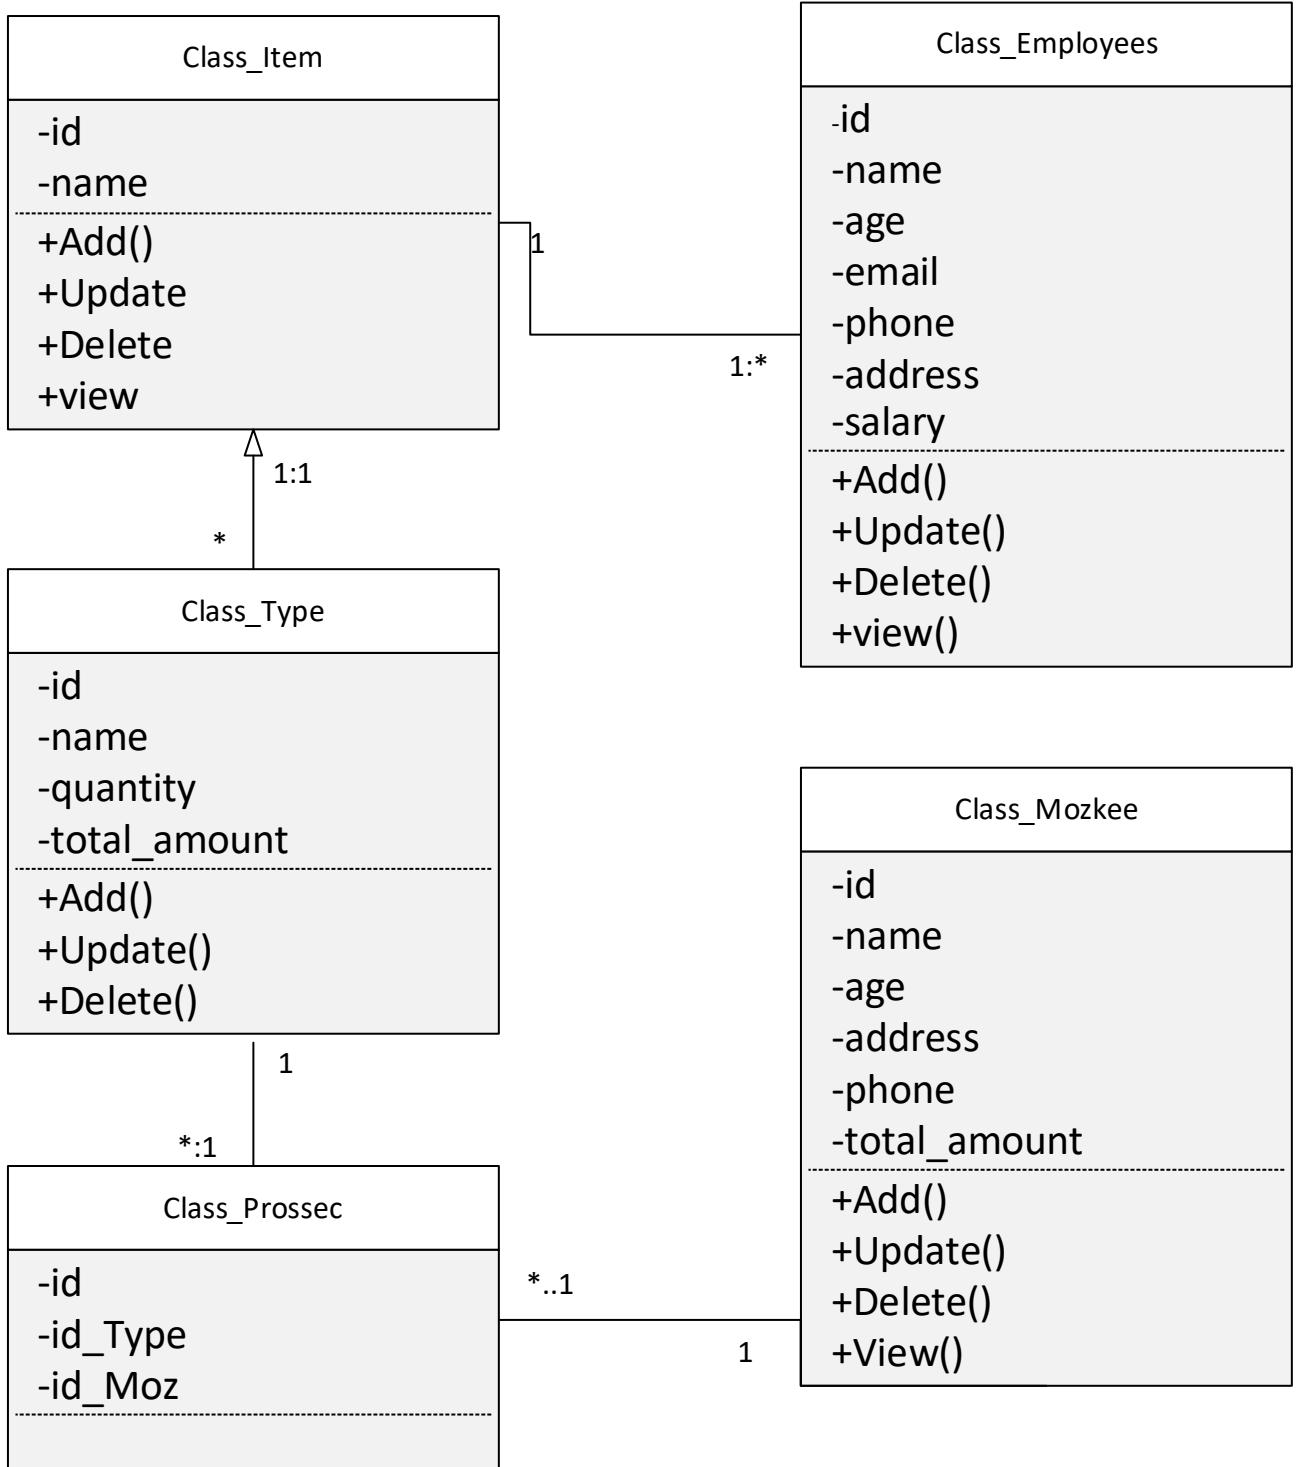 Class_Item
-id
-name
+Add()
+Update
+Delete
+view
Class_Employees
-id
-name
-age
-email
-phone
-address
-salary
+Add()
+Update()
+Delete()
+view()
1
1:*
1:1
*
Class_Type
-id
-name
-quantity
-total_amount
+Add()
+Update()
+Delete()
1
*:1
Class_Prossec
-id
-id_Type
-id_Moz
*..1
1
Class_Mozkee
-id
-name
-age
-address
-phone
-total_amount
+Add()
+Update()
+Delete()
+View()